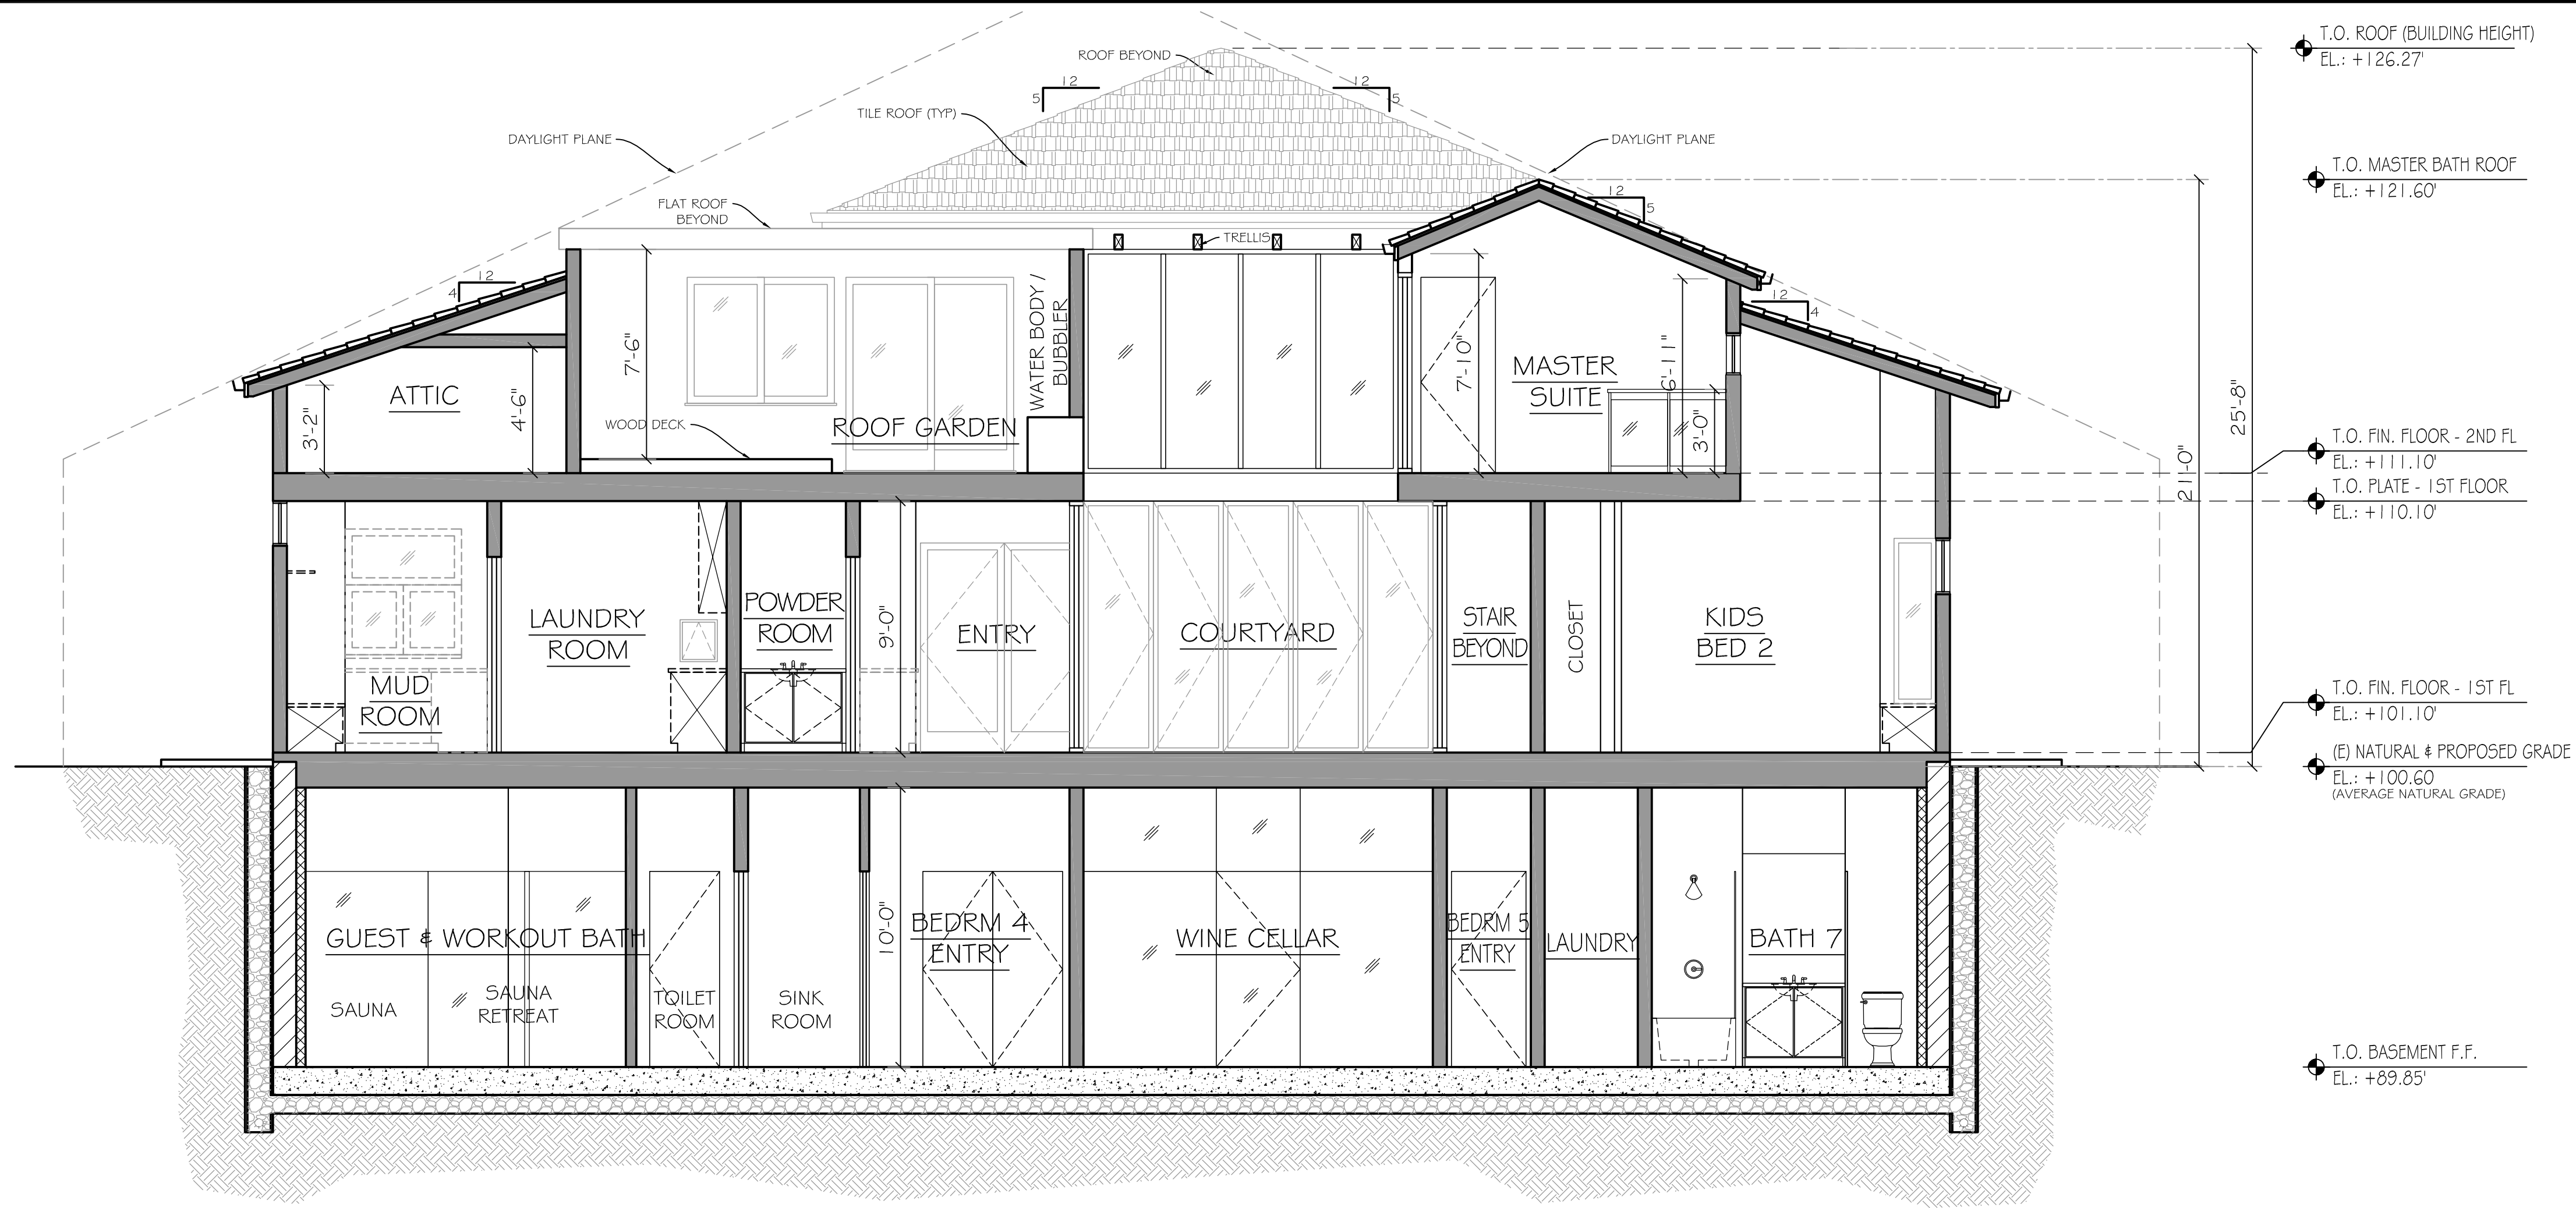 T.O. ROOF (BUILDING HEIGHT)
EL.: +126.27'
ROOF BEYOND
12
5
12
5
TILE ROOF (TYP)
DAYLIGHT PLANE
DAYLIGHT PLANE
T.O. MASTER BATH ROOF
EL.: +121.60'
12
5
FLAT ROOF
BEYOND
TRELLIS
12
4
12
4
7'-6"
WATER BODY /
BUBBLER
7'-10"
6'-11"
MASTER
SUITE
ATTIC
3'-2"
4'-6"
WOOD DECK
ROOF GARDEN
3'-0"
25'-8"
21'-0"
T.O. FIN. FLOOR - 2ND FL
EL.: +111.10'
T.O. PLATE - 1ST FLOOR
EL.: +110.10'
MUD
ROOM
LAUNDRY
ROOM
POWDER
ROOM
9'-0"
ENTRY
COURTYARD
STAIR
BEYOND
CLOSET
KIDS
BED 2
T.O. FIN. FLOOR - 1ST FL
EL.: +101.10'
(E) NATURAL & PROPOSED GRADE
EL.: +100.60
(AVERAGE NATURAL GRADE)
GUEST & WORKOUT BATH
SAUNA
SAUNA
RETREAT
TOILET
ROOM
SINK
ROOM
10'-0"
BEDRM 4
ENTRY
WINE CELLAR
BEDRM 5
ENTRY
LAUNDRY
BATH 7
T.O. BASEMENT F.F.
EL.: +89.85'